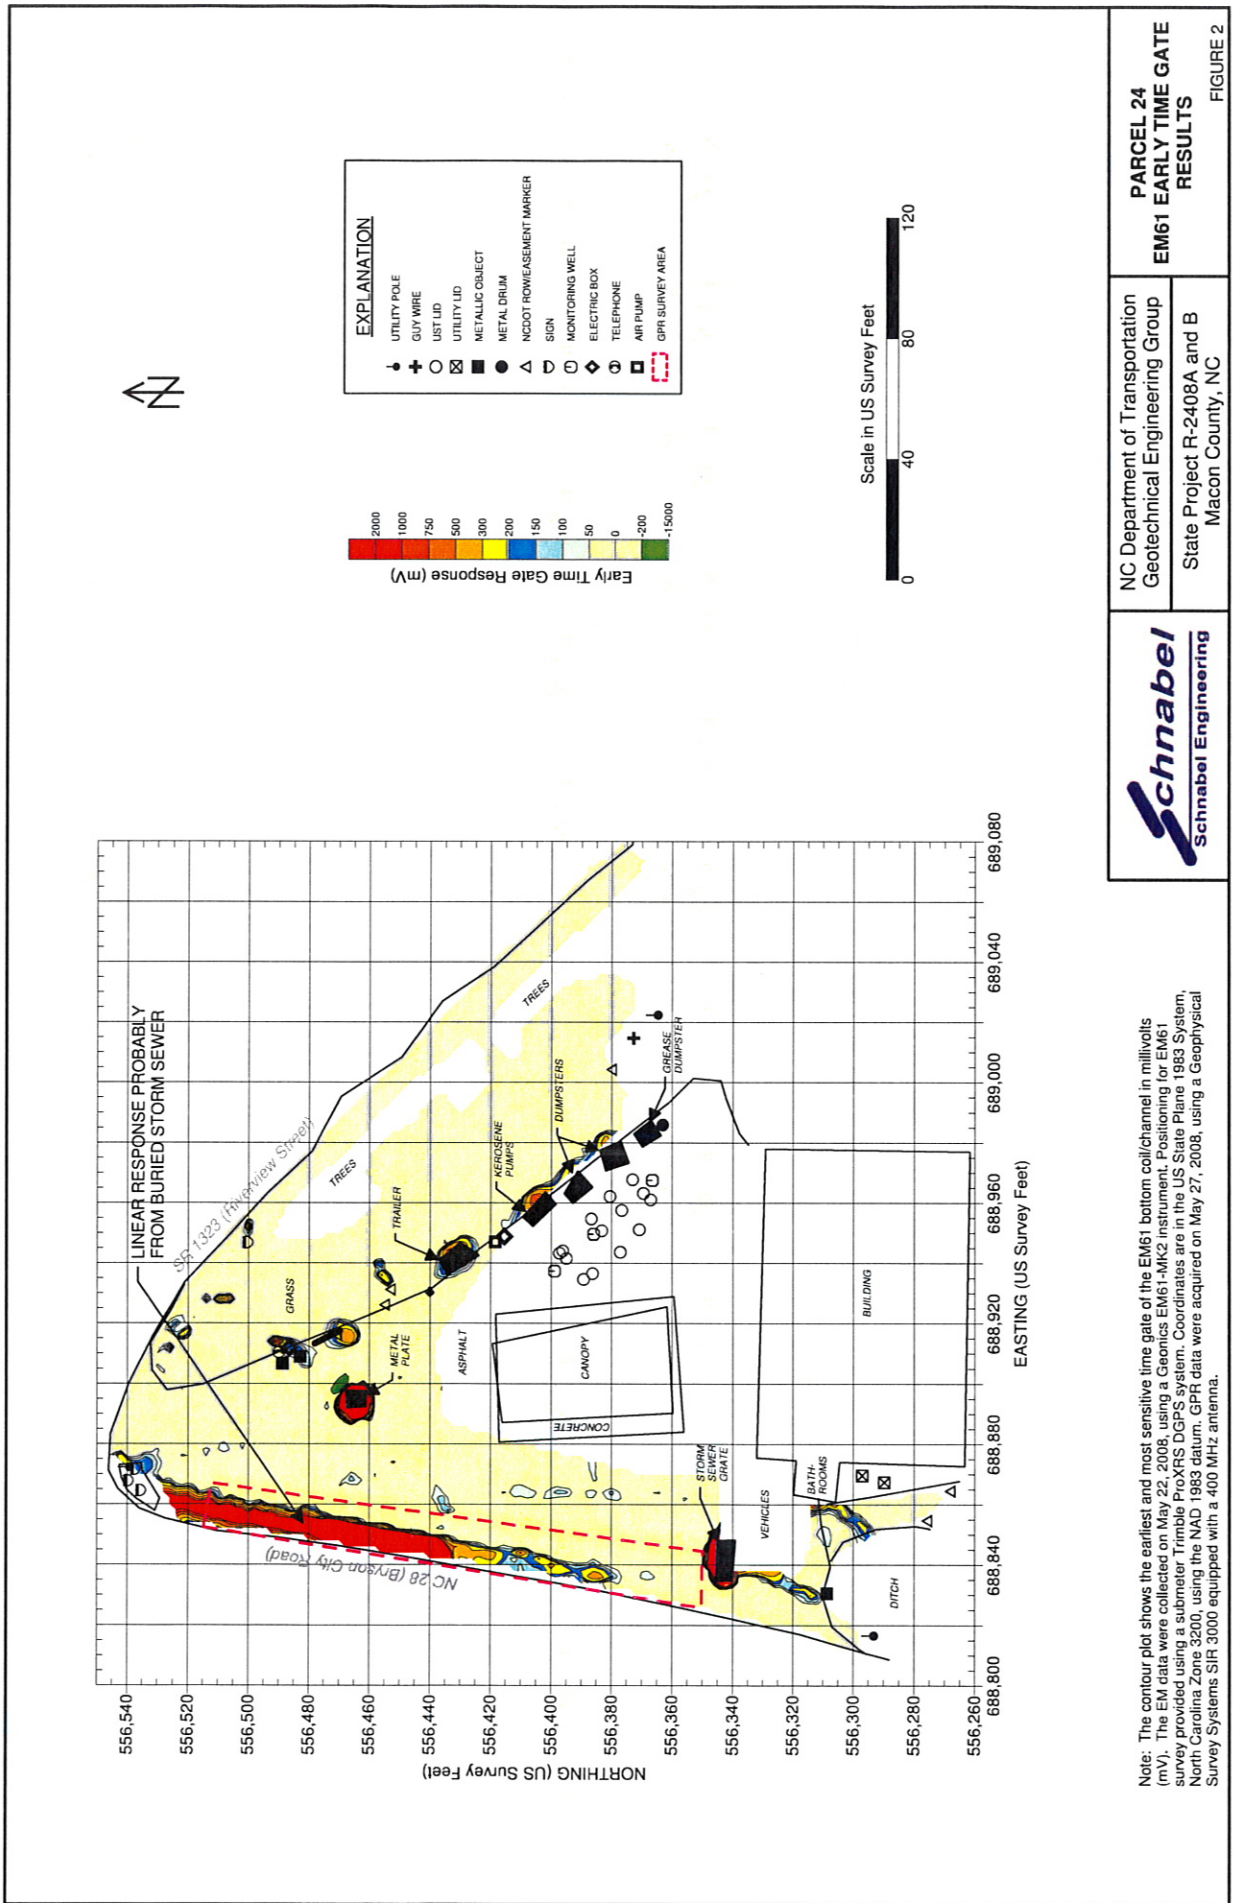 LINEAR RESPONSE PROBABLY
FROM BURIED STORM SEWER
SR 1323 (Riverview Street)
NC 28 (Bryson City Road)
TREES
TREES
GRASS
TRAILER
KEROSENE
PUMPS
DUMPSTERS
GREASE
DUMPSTER
METAL
PLATE
ASPHALT
CANOPY
CONCRETE
BUILDING
STORM
SEWER
GRATE
VEHICLES
BATH-
ROOMS
DITCH
NORTHING (US Survey Feet)
556,540
556,520
556,500
556,480
556,460
556,440
556,420
556,400
556,380
556,360
556,340
556,320
556,300
556,280
556,260
688,800
688,840
688,880
688,920
688,960
689,000
689,040
689,080
EASTING (US Survey Feet)
N
Early Time Gate Response (mV)
2000
1000
750
500
300
200
150
100
50
0
-200
-15000
EXPLANATION
UTILITY POLE
GUY WIRE
UST LID
UTILITY LID
METALLIC OBJECT
METAL DRUM
NCDOT ROW/EASEMENT MARKER
SIGN
MONITORING WELL
ELECTRIC BOX
TELEPHONE
AIR PUMP
GPR SURVEY AREA
Scale in US Survey Feet
0 40 80 120
Note: The contour plot shows the earliest and most sensitive time gate of the EM61 bottom coil/channel in millivolts
(mV). The EM data were collected on May 22, 2008, using a Geonics EM61-MK2 instrument. Positioning for EM61
survey provided using a submeter Trimble ProXRS DGPS system. Coordinates are in the US State Plane 1983 System,
North Carolina Zone 3200, using the NAD 1983 datum. GPR data were acquired on May 27, 2008, using a Geophysical
Survey Systems SIR 3000 equipped with a 400 MHz antenna.
Schnabel
Schnabel Engineering
NC Department of Transportation
Geotechnical Engineering Group
State Project R-2408A and B
Macon County, NC
PARCEL 24
EM61 EARLY TIME GATE
RESULTS
FIGURE 2